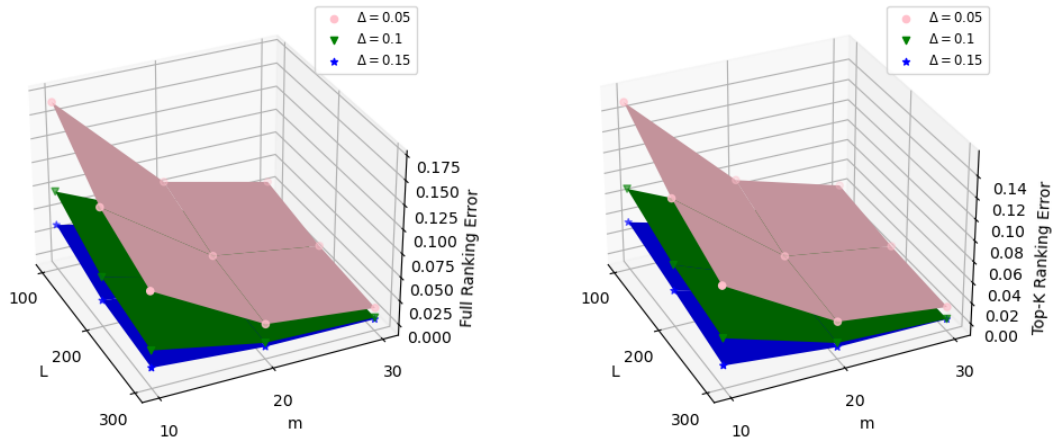 Δ = 0.05
Δ = 0.1
Δ = 0.15
0.175
0.150
0.125
0.100
0.075
0.050
0.025
0.000
Full Ranking Error
100
200
300
L
10
20
30
m
Δ = 0.05
Δ = 0.1
Δ = 0.15
0.14
0.12
0.10
0.08
0.06
0.04
0.02
0.00
Top-K Ranking Error
100
200
300
L
10
20
30
m